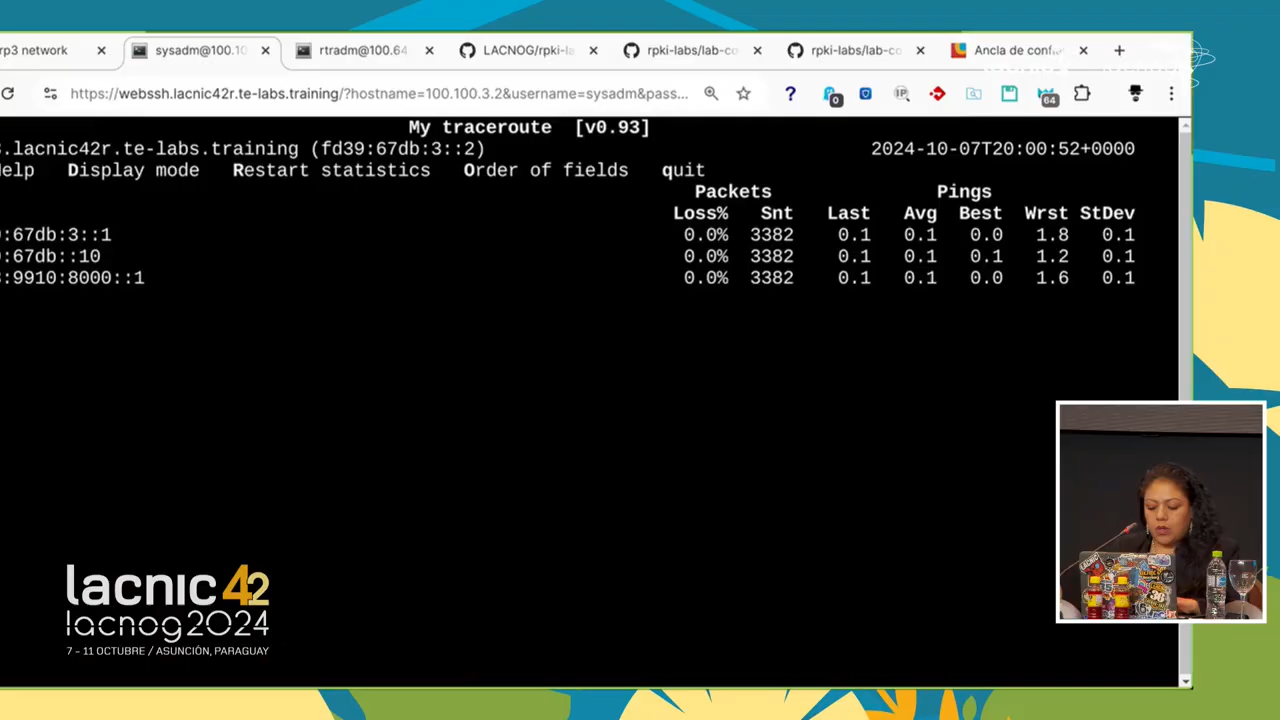 rp3 network
sysadm@100.10
rtradm@100.64
LACNOG/rpki-la
rpki-labs/lab-co
rpki-labs/lab-co
Ancla de confi
https://webssh.lacnic42r.te-labs.training/?hostname=100.100.3.2&username=sysadm&pass...
0
IP
64
My traceroute [v0.93]
.lacnic42r.te-labs.training (fd39:67db:3::2) 2024-10-07T20:00:52+0000
elp Display mode Restart statistics Order of fields quit
Packets Pings
Loss% Snt Last Avg Best Wrst StDev
:67db:3::1 0.0% 3382 0.1 0.1 0.0 1.8 0.1
:67db::10 0.0% 3382 0.1 0.1 0.1 1.2 0.1
:9910:8000::1 0.0% 3382 0.1 0.1 0.0 1.6 0.1
lacnic 42
lacnog2024
7 - 11 OCTUBRE / ASUNCIÓN, PARAGUAY